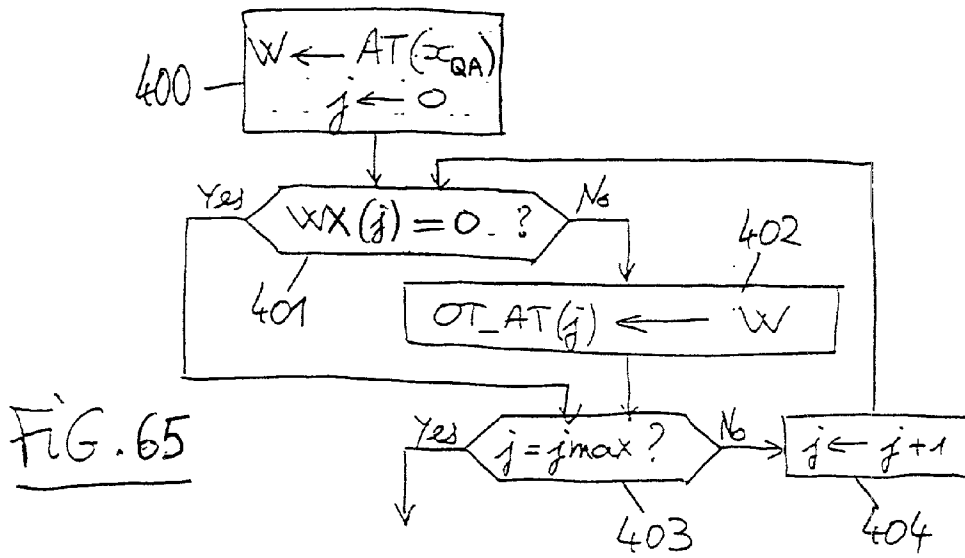 W ← AT(x_QA)
j ← 0
400
Yes
WX(j) = 0 ?
No
401
402
OT_AT(j) ← W
Yes
j = jmax ?
No
j ← j+1
403
404
FIG. 65